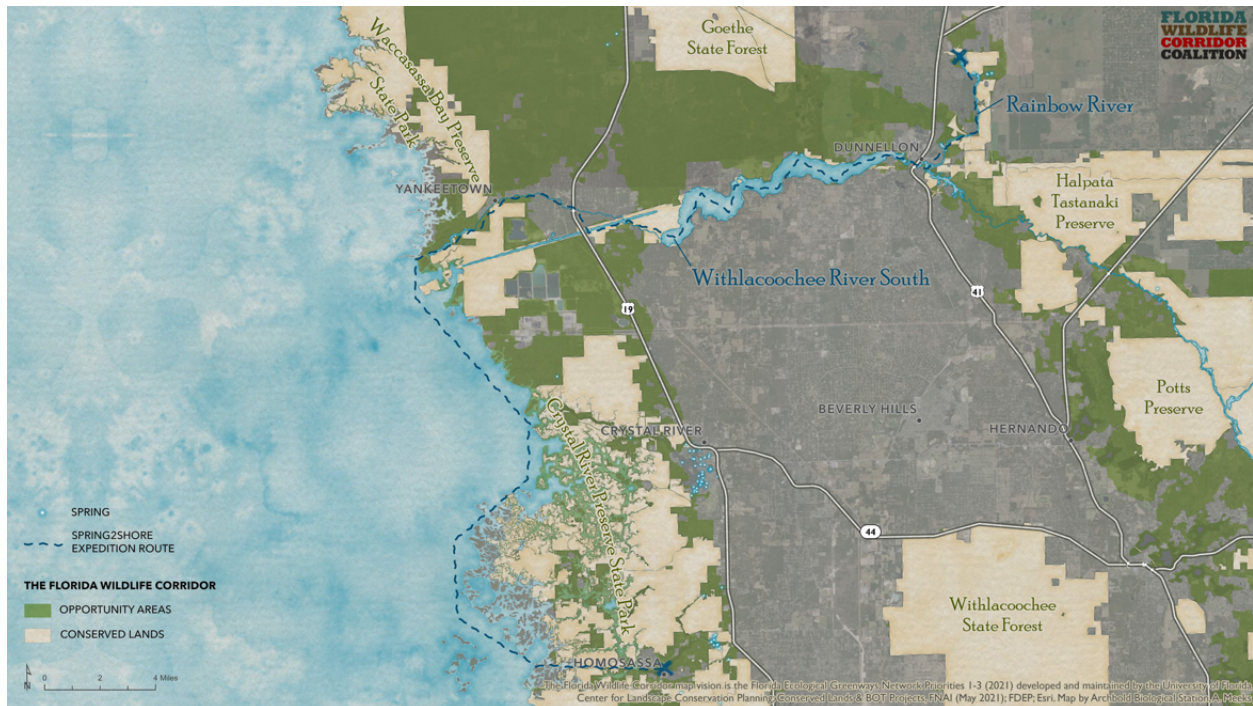 FLORIDA
WILDLIFE
CORRIDOR
COALITION
Goethe
State Forest
Waccasassa Bay Preserve
State Park
Rainbow River
DUNNELLON
YANKEETOWN
Halpata
Tastanaki
Preserve
Withlacoochee River South
41
19
Potts
Preserve
BEVERLY HILLS
HERNANDO
CRYSTAL RIVER
Crystal River Preserve State Park
44
SPRING
SPRING2SHORE
EXPEDITION ROUTE
THE FLORIDA WILDLIFE CORRIDOR
OPPORTUNITY AREAS
CONSERVED LANDS
Withlacoochee
State Forest
HOMOSASSA
N
0 2 4 Miles
The Florida Wildlife Corridor map vision is the Florida Ecological Greenways Network Priorities 1-3 (2021) developed and maintained by the University of Florida
Center for Landscape Conservation Planning; Conserved Lands & BOT Projects, FNAI (May 2021); FDEP; Esri. Map by Archbold Biological Station, A. Meeks